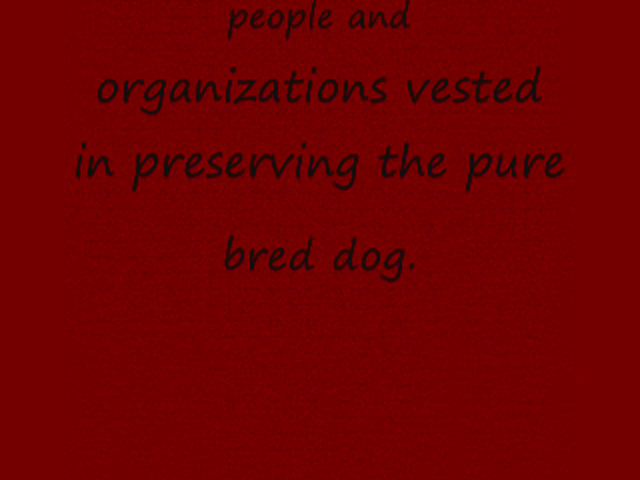 people and
organizations vested
in preserving the pure
bred dog.